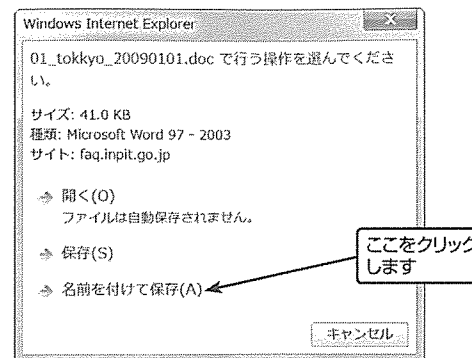 Windows Internet Explorer
01_tokkyo_20090101.doc で行う操作を選んでくださ
い。
サイズ: 41.0 KB
種類: Microsoft Word 97 - 2003
サイト: faq.inpit.go.jp
開く(O)
ファイルは自動保存されません。
保存(S)
ここをクリック
します
名前を付けて保存(A)
キャンセル